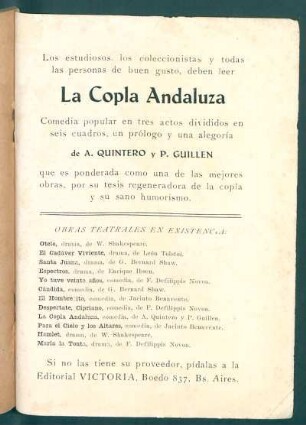 Los estudiosos, los coleccionistas y todas
las personas de buen gusto, deben leer
La Copla Andaluza
Comedia popular en tres actos divididos en
seis cuadros, un prólogo y una alegoría
de A. QUINTERO y P. GUILLEN
que es ponderada como una de las mejores
obras, por su tesis regeneradora de la copla
y su sano humorismo.
OBRAS TEATRALES EN EXISTENCIA:
Otelo, drama, de W. Shakespeare.
El Cadáver Viviente, drama, de León Tolstoi.
Santa Juana, drama, de G. Bernard Shaw.
Espectros, drama, de Enrique Ibsen.
Yo tuve veinte años, comedia, de F. Defilippis Novoa.
Cándida, comedia, de G. Bernard Shaw.
El Hombrecito, comedia, de Jacinto Benavente.
Despertate, Cipriano, comedia, de F. Defilippis Novoa.
La Copla Andaluza, comedia, de A. Quintero y P. Guillen.
Para el Cielo y los Altares, comedia, de Jacinto Benavente.
Hamlet, drama, de W. Shakespeare.
María la Tonta, drama, de F. Defilippis Novoa.
Si no las tiene su proveedor, pídalas a la
Editorial VICTORIA, Boedo 837, Bs. Aires.